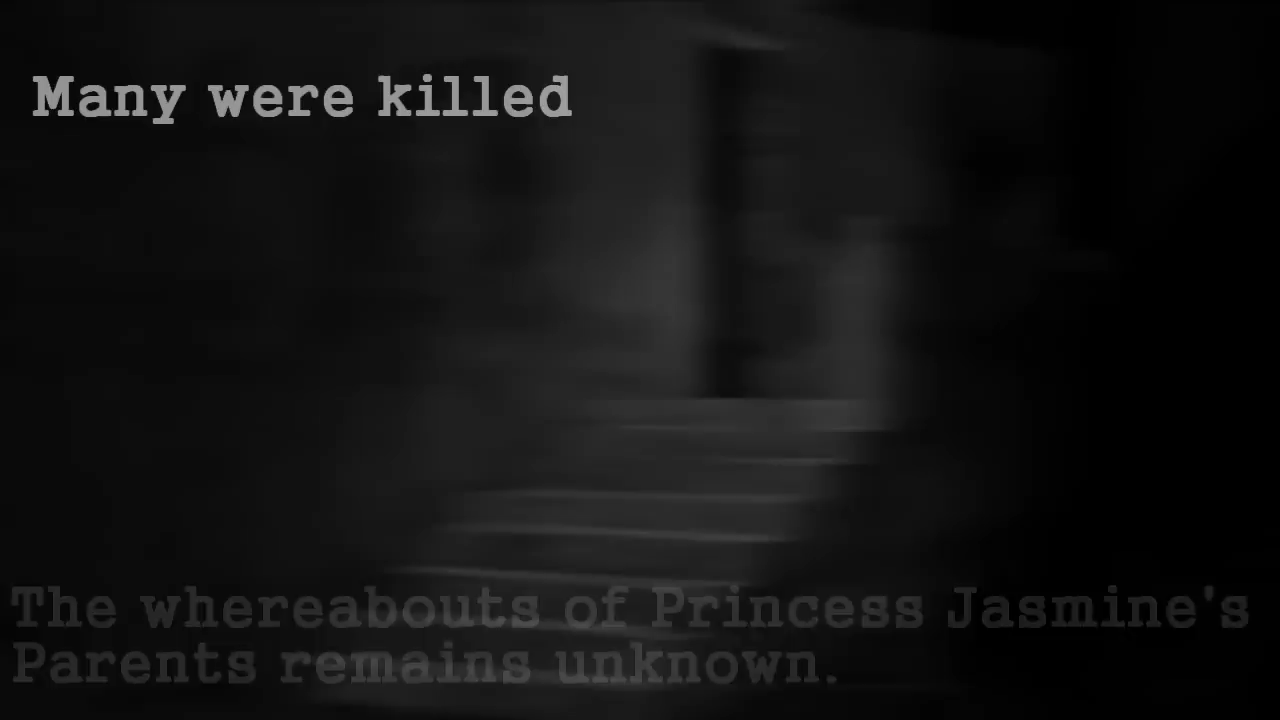 Many were killed
The whereabouts of Princess Jasmine's
Parents remains unknown.